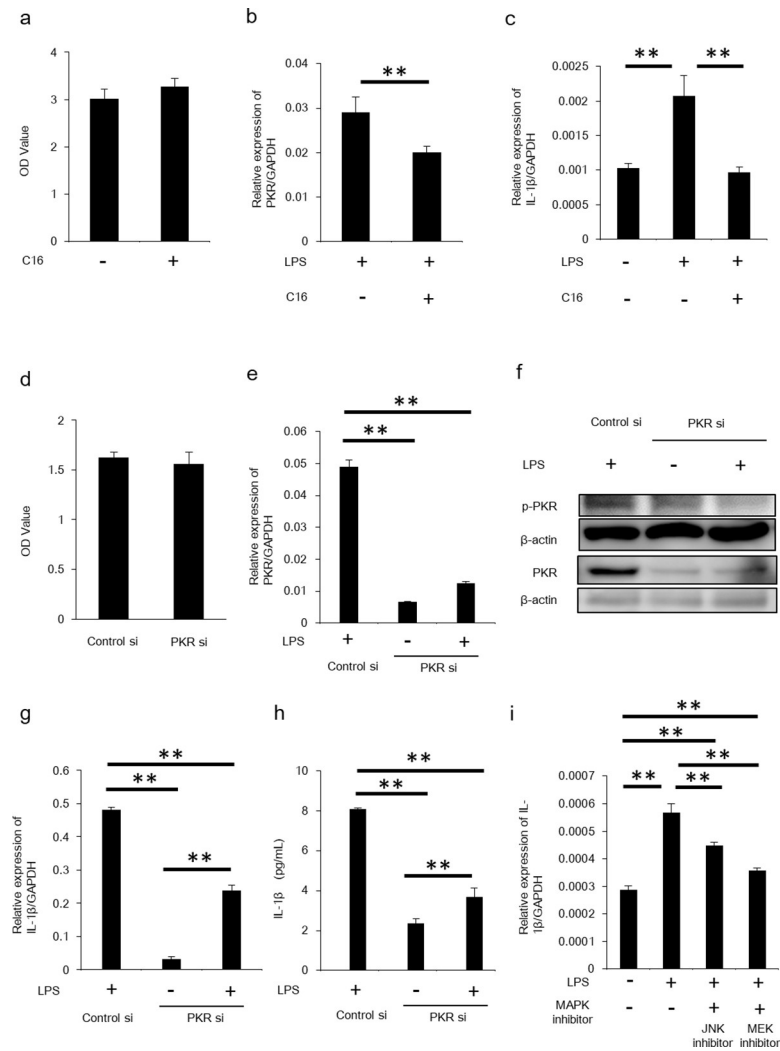 a
OD Value
4
3
2
1
0
C16
- +
b
Relative expression of
PKR/GAPDH
0.04
0.03
0.02
0.01
0
**
LPS + +
C16 - +
c
Relative expression of
IL-1β/GAPDH
0.0025
0.002
0.0015
0.001
0.0005
0
** **
LPS - + +
C16 - - +
d
OD Value
2
1.5
1
0.5
0
Control si PKR si
e
Relative expression of
PKR/GAPDH
0.06
0.05
0.04
0.03
0.02
0.01
0
**
**
LPS + - +
Control si PKR si
f
Control si PKR si
LPS + - +
p-PKR
β-actin
PKR
β-actin
g
Relative expression of
IL-1β/GAPDH
0.6
0.5
0.4
0.3
0.2
0.1
0
**
**
**
LPS + - +
Control si PKR si
h
IL-1β (pg/mL)
10
8
6
4
2
0
**
**
**
LPS + - +
Control si PKR si
i
Relative expression of IL-
1β/GAPDH
0.0007
0.0006
0.0005
0.0004
0.0003
0.0002
0.0001
0
**
**
**
** **
LPS - + + +
MAPK - - + +
inhibitor
JNK MEK
inhibitor inhibitor